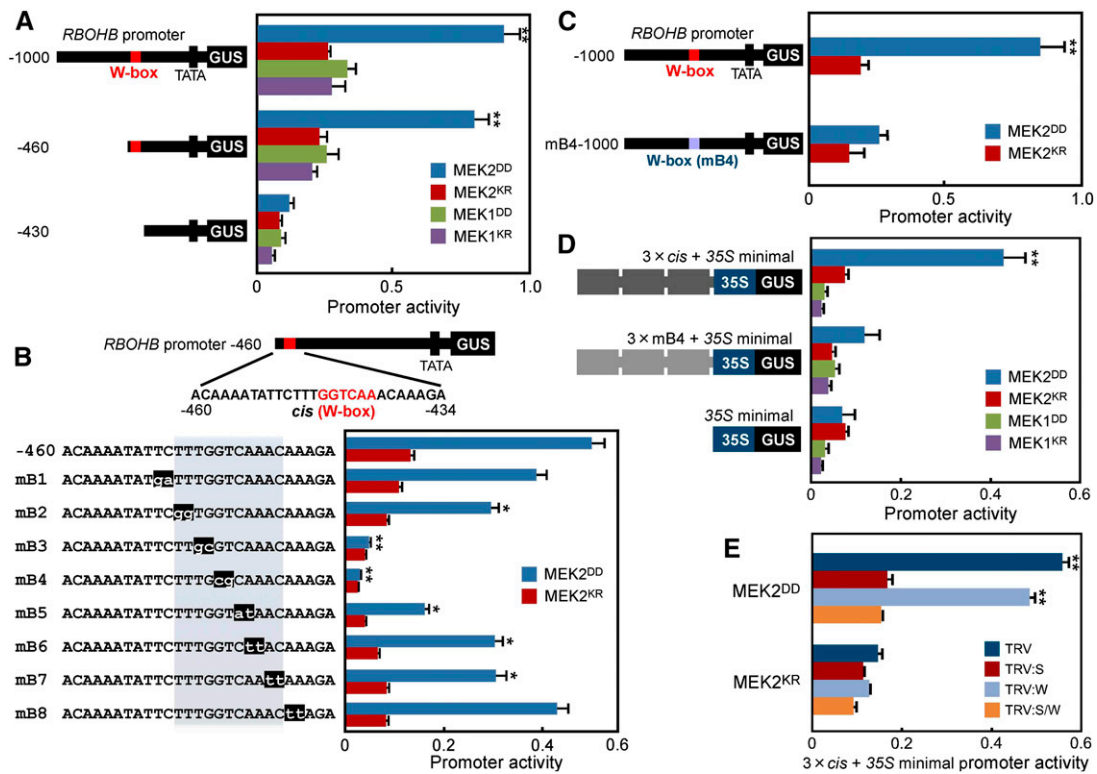 A
RBOHB promoter
-1000
GUS
W-box
TATA
**
-460
GUS
**
-430
GUS
MEK2DD
MEK2KR
MEK1DD
MEK1KR
0 0.5 1.0
Promoter activity
B
RBOHB promoter -460
GUS
TATA
ACAAAATATTCTTTGGTCAAACAAAGA
-460 -434
cis (W-box)
-460 ACAAAATATTCTTTGGTCAAACAAAGA
mB1 ACAAAATATgaTTTGGTCAAACAAAGA
mB2 ACAAAATATTCggTGGTCAAACAAAGA
*
mB3 ACAAAATATTCTTgcGTCAAACAAAGA
**
mB4 ACAAAATATTCTTTGcgCAAACAAAGA
**
mB5 ACAAAATATTCTTTGGTatAACAAAGA
*
mB6 ACAAAATATTCTTTGGTCttACAAAGA
*
mB7 ACAAAATATTCTTTGGTCAAttAAAGA
*
mB8 ACAAAATATTCTTTGGTCAAACttAGA
MEK2DD
MEK2KR
0 0.2 0.4 0.6
Promoter activity
C
RBOHB promoter
-1000
GUS
W-box
TATA
**
mB4-1000
GUS
W-box (mB4)
MEK2DD
MEK2KR
0 0.5 1.0
Promoter activity
D
3 × cis + 35S minimal
35S GUS
**
3 × mB4 + 35S minimal
35S GUS
35S minimal
35S GUS
MEK2DD
MEK2KR
MEK1DD
MEK1KR
0 0.2 0.4 0.6
Promoter activity
E
MEK2DD
**
**
MEK2KR
TRV
TRV:S
TRV:W
TRV:S/W
0 0.2 0.4 0.6
3 × cis + 35S minimal promoter activity